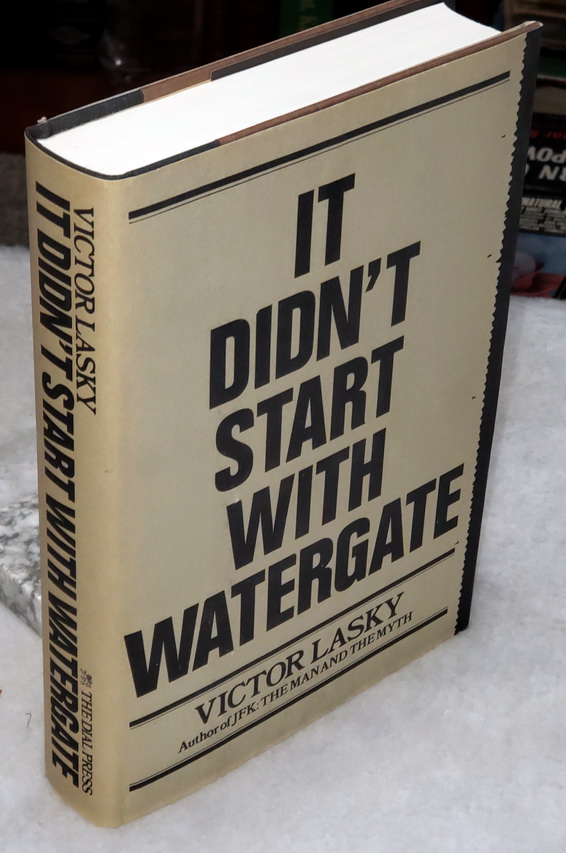 IT
DIDN'T
START
WITH
WATERGATE
VICTOR LASKY
Author of JFK: THE MAN AND THE MYTH
VICTOR LASKY
IT DIDN'T START WITH WATERGATE
THE DIAL PRESS